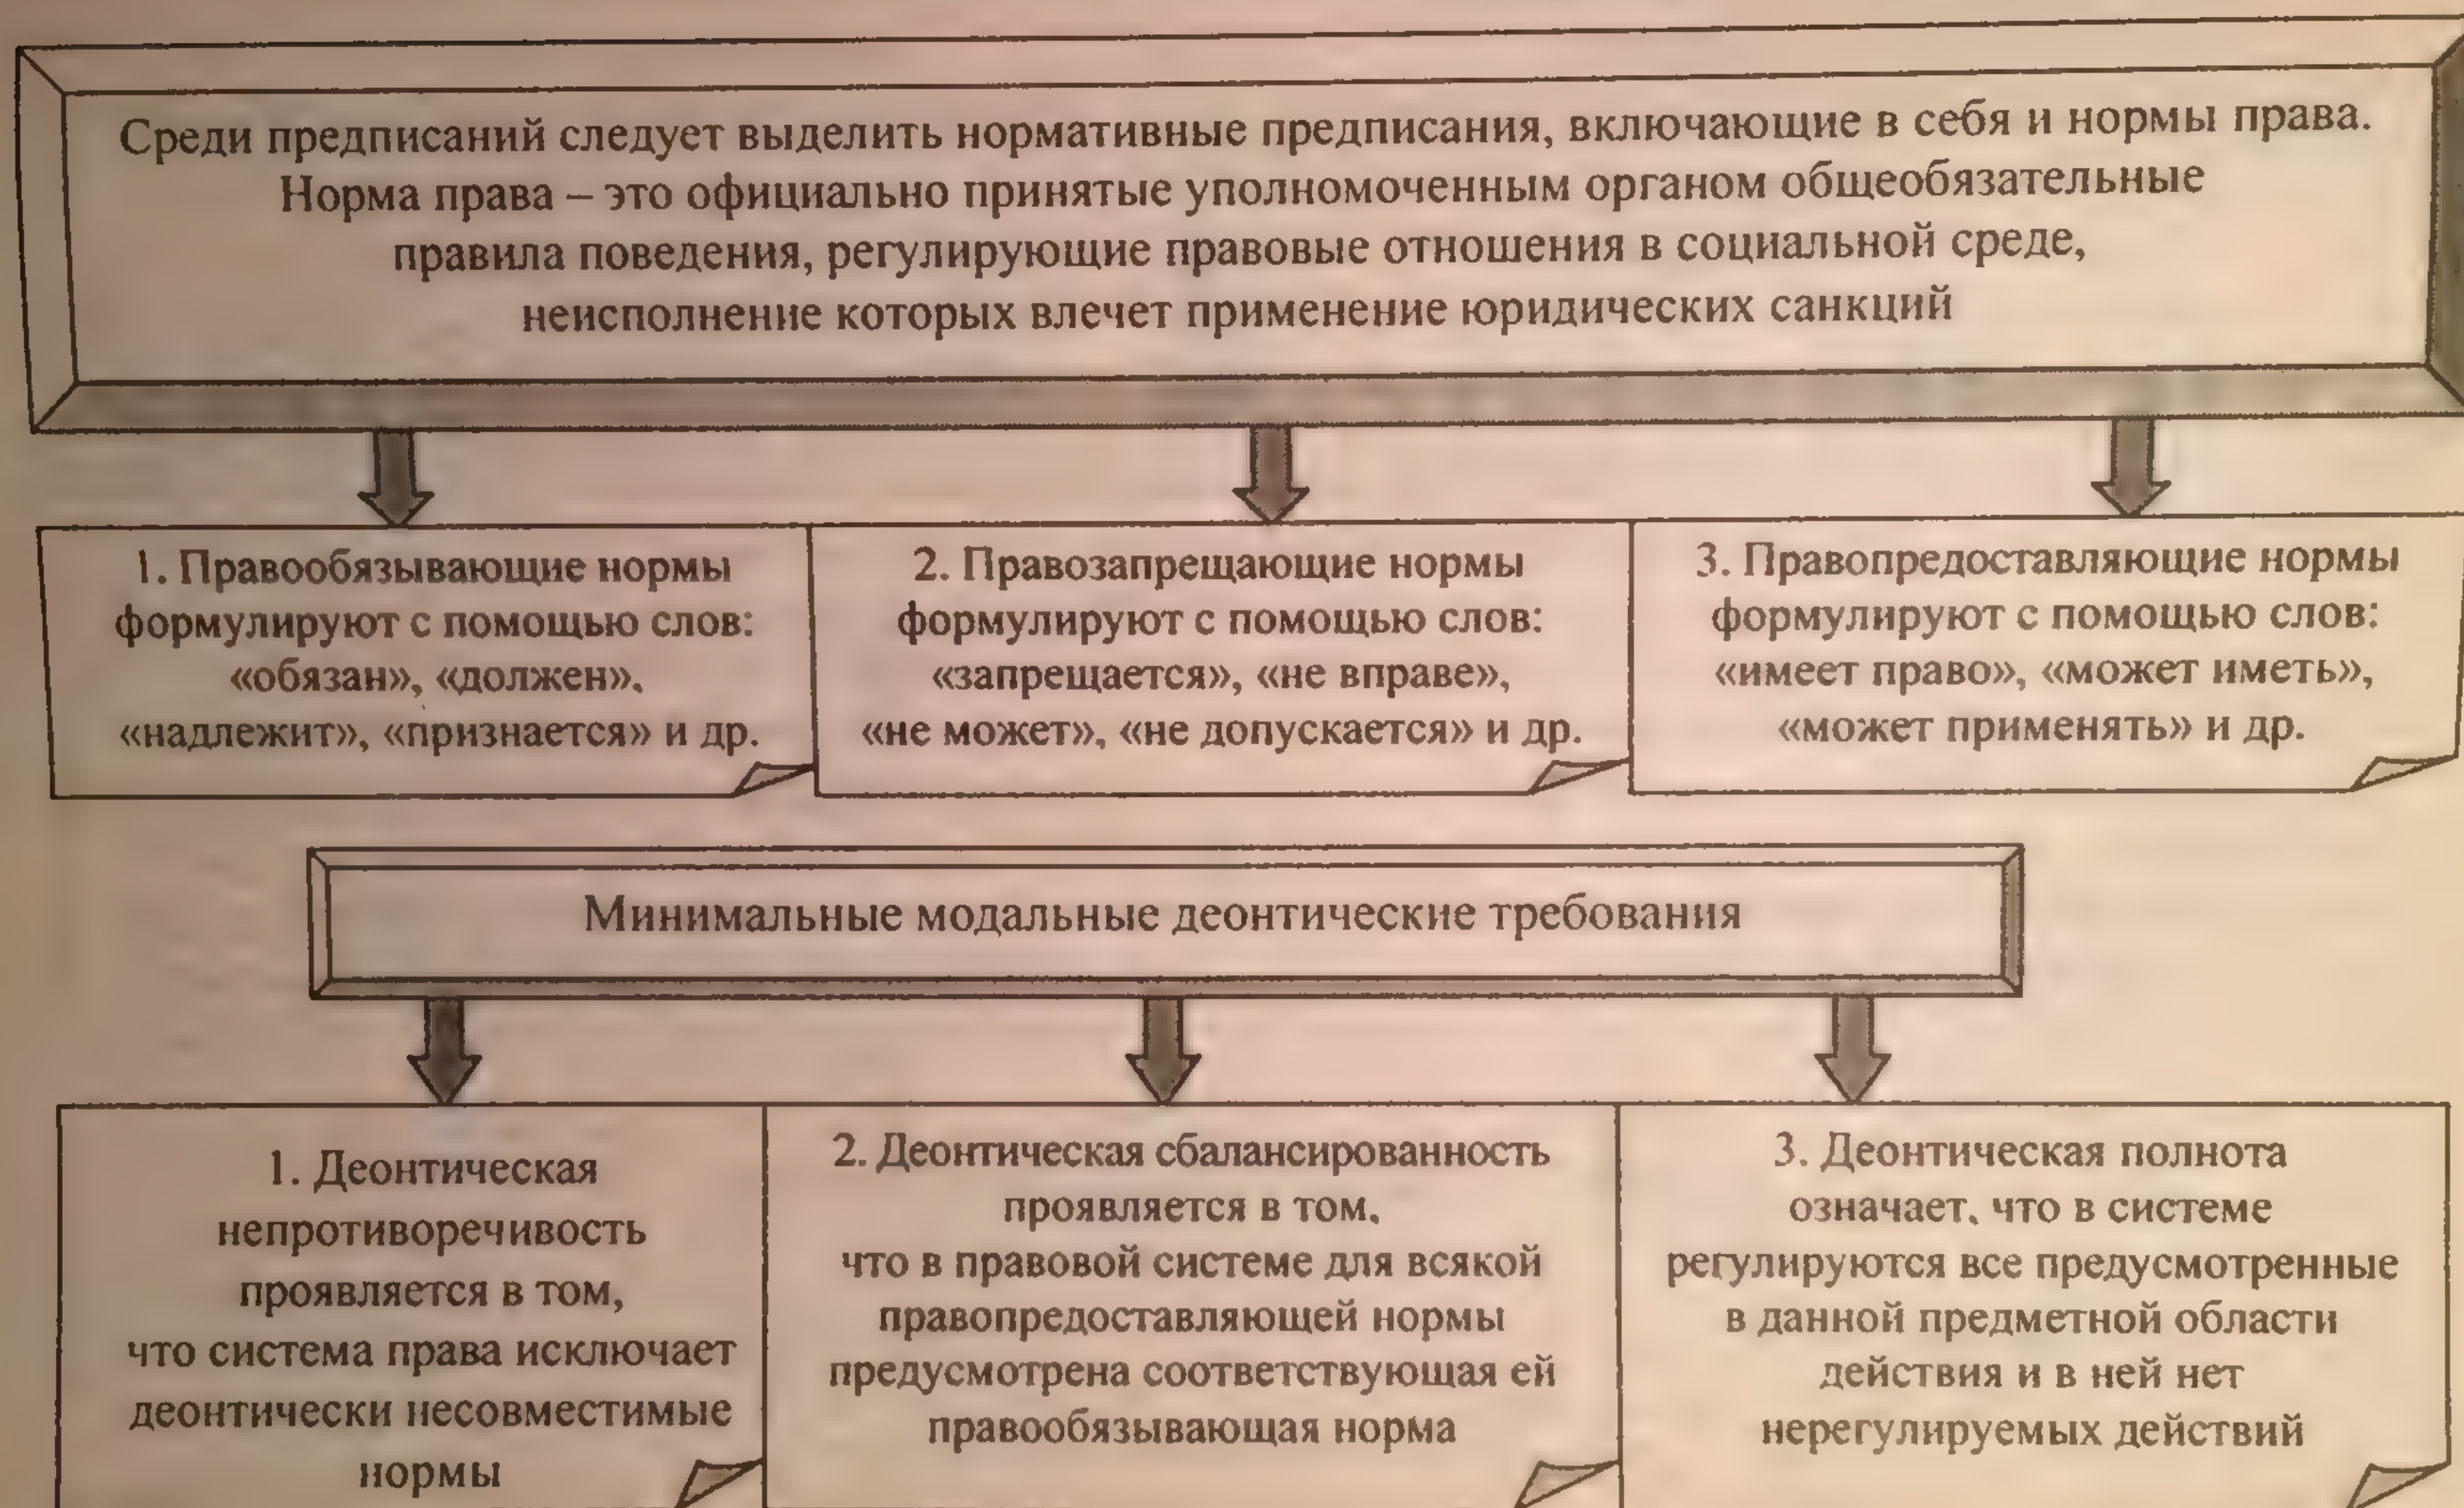 Среди предписаний следует выделить нормативные предписания, включающие в себя и нормы права.
Норма права – это официально принятые уполномоченным органом общеобязательные
правила поведения, регулирующие правовые отношения в социальной среде,
неисполнение которых влечет применение юридических санкций
1. Правообязывающие нормы
формулируют с помощью слов:
«обязан», «должен»,
«надлежит», «признается» и др.
2. Правозапрещающие нормы
формулируют с помощью слов:
«запрещается», «не вправе»,
«не может», «не допускается» и др.
3. Правопредоставляющие нормы
формулируют с помощью слов:
«имеет право», «может иметь»,
«может применять» и др.
Минимальные модальные деонтические требования
1. Деонтическая
непротиворечивость
проявляется в том,
что система права исключает
деонтически несовместимые
нормы
2. Деонтическая сбалансированность
проявляется в том,
что в правовой системе для всякой
правопредоставляющей нормы
предусмотрена соответствующая ей
правообязывающая норма
3. Деонтическая полнота
означает, что в системе
регулируются все предусмотренные
в данной предметной области
действия и в ней нет
нерегулируемых действий